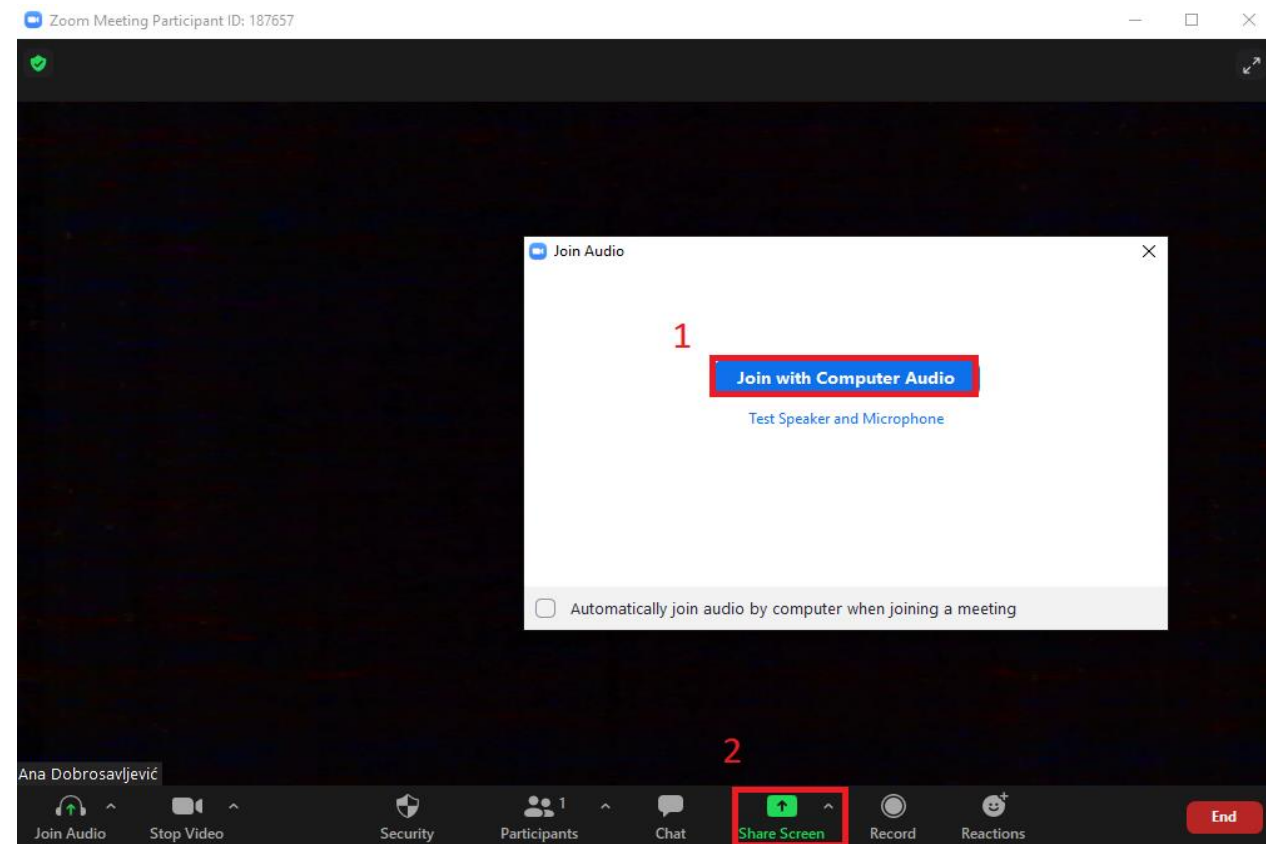 Zoom Meeting Participant ID: 187657
Join Audio
1
Join with Computer Audio
Test Speaker and Microphone
Automatically join audio by computer when joining a meeting
2
Ana Dobrosavljević
1
Join Audio Stop Video Security Participants Chat Share Screen Record Reactions End